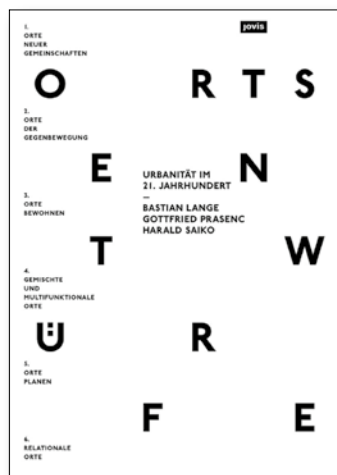 jovis
1.
ORTE
NEUER
GEMEINSCHAFTEN
O R T S
2.
ORTE
DER
GEGENBEWEGUNG
E N
URBANITÄT IM
21. JAHRHUNDERT
–
BASTIAN LANGE
GOTTFRIED PRASENC
HARALD SAIKO
3.
ORTE
BEWOHNEN
T W
4.
GEMISCHTE
UND
MULTIFUNKTIONALE
ORTE
Ü R
5.
ORTE
PLANEN
F E
6.
RELATIONALE
ORTE